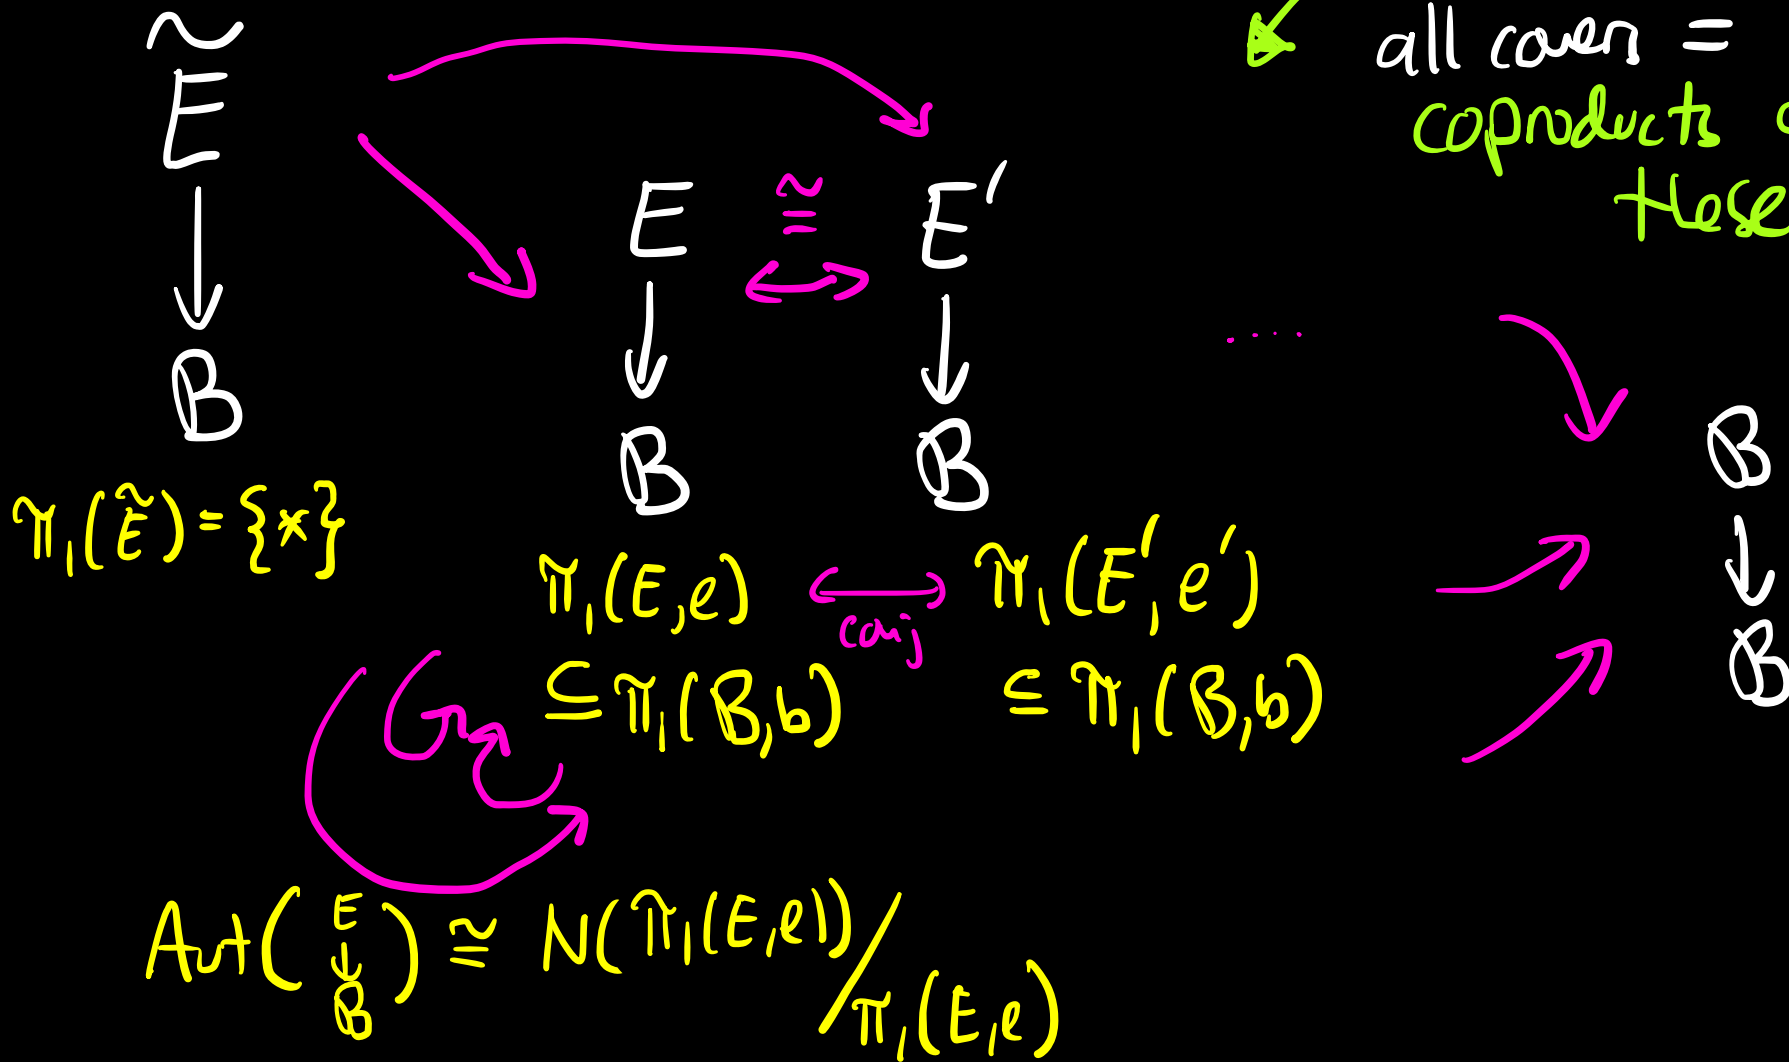 Ẽ
↓
B
π₁(Ẽ) = {*}
E ≅ E′
↓ ↓
B B
π₁(E,e) ⟷ π₁(E′,e′)
conj
⊆ π₁(B,b) ⊆ π₁(B,b)
Aut(E ↓ B) ≅ N(π₁(E,e))/π₁(E,e)
all covers =
coproducts
these
....
B
↓
B